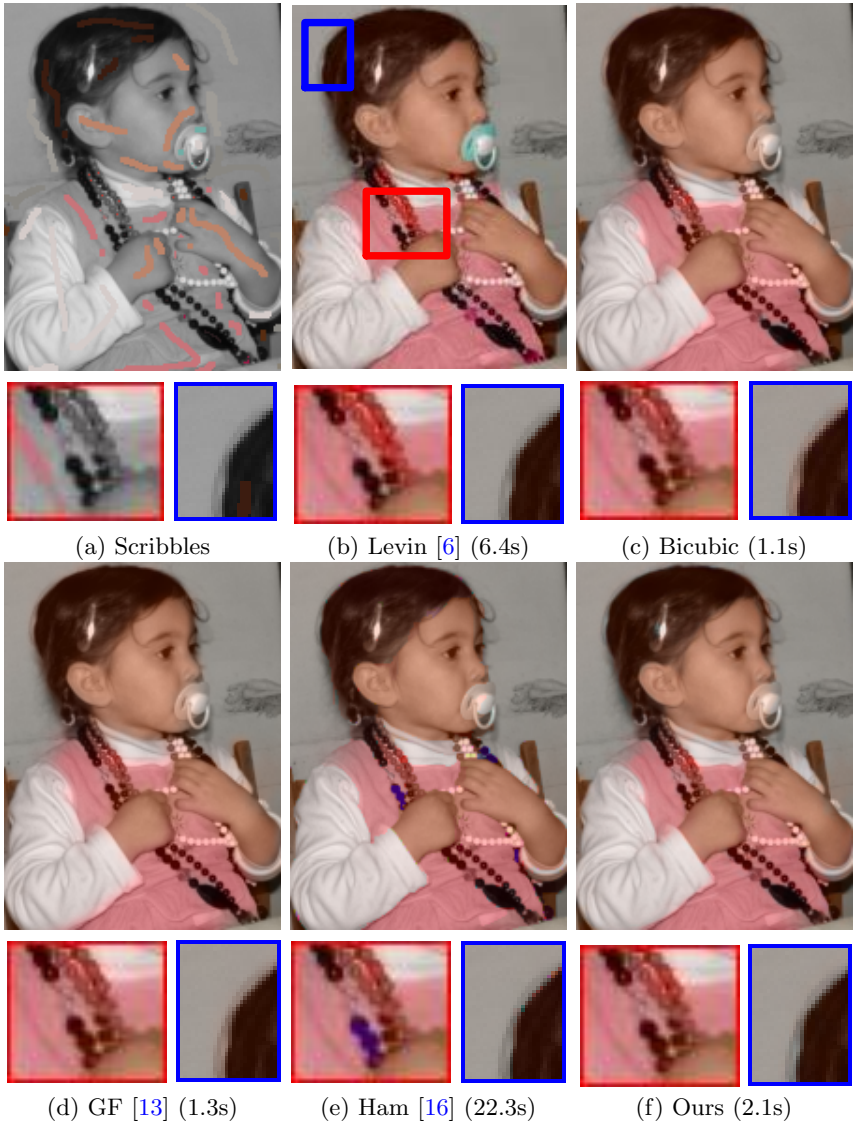 (a) Scribbles
(b) Levin [6] (6.4s)
(c) Bicubic (1.1s)
(d) GF [13] (1.3s)
(e) Ham [16] (22.3s)
(f) Ours (2.1s)